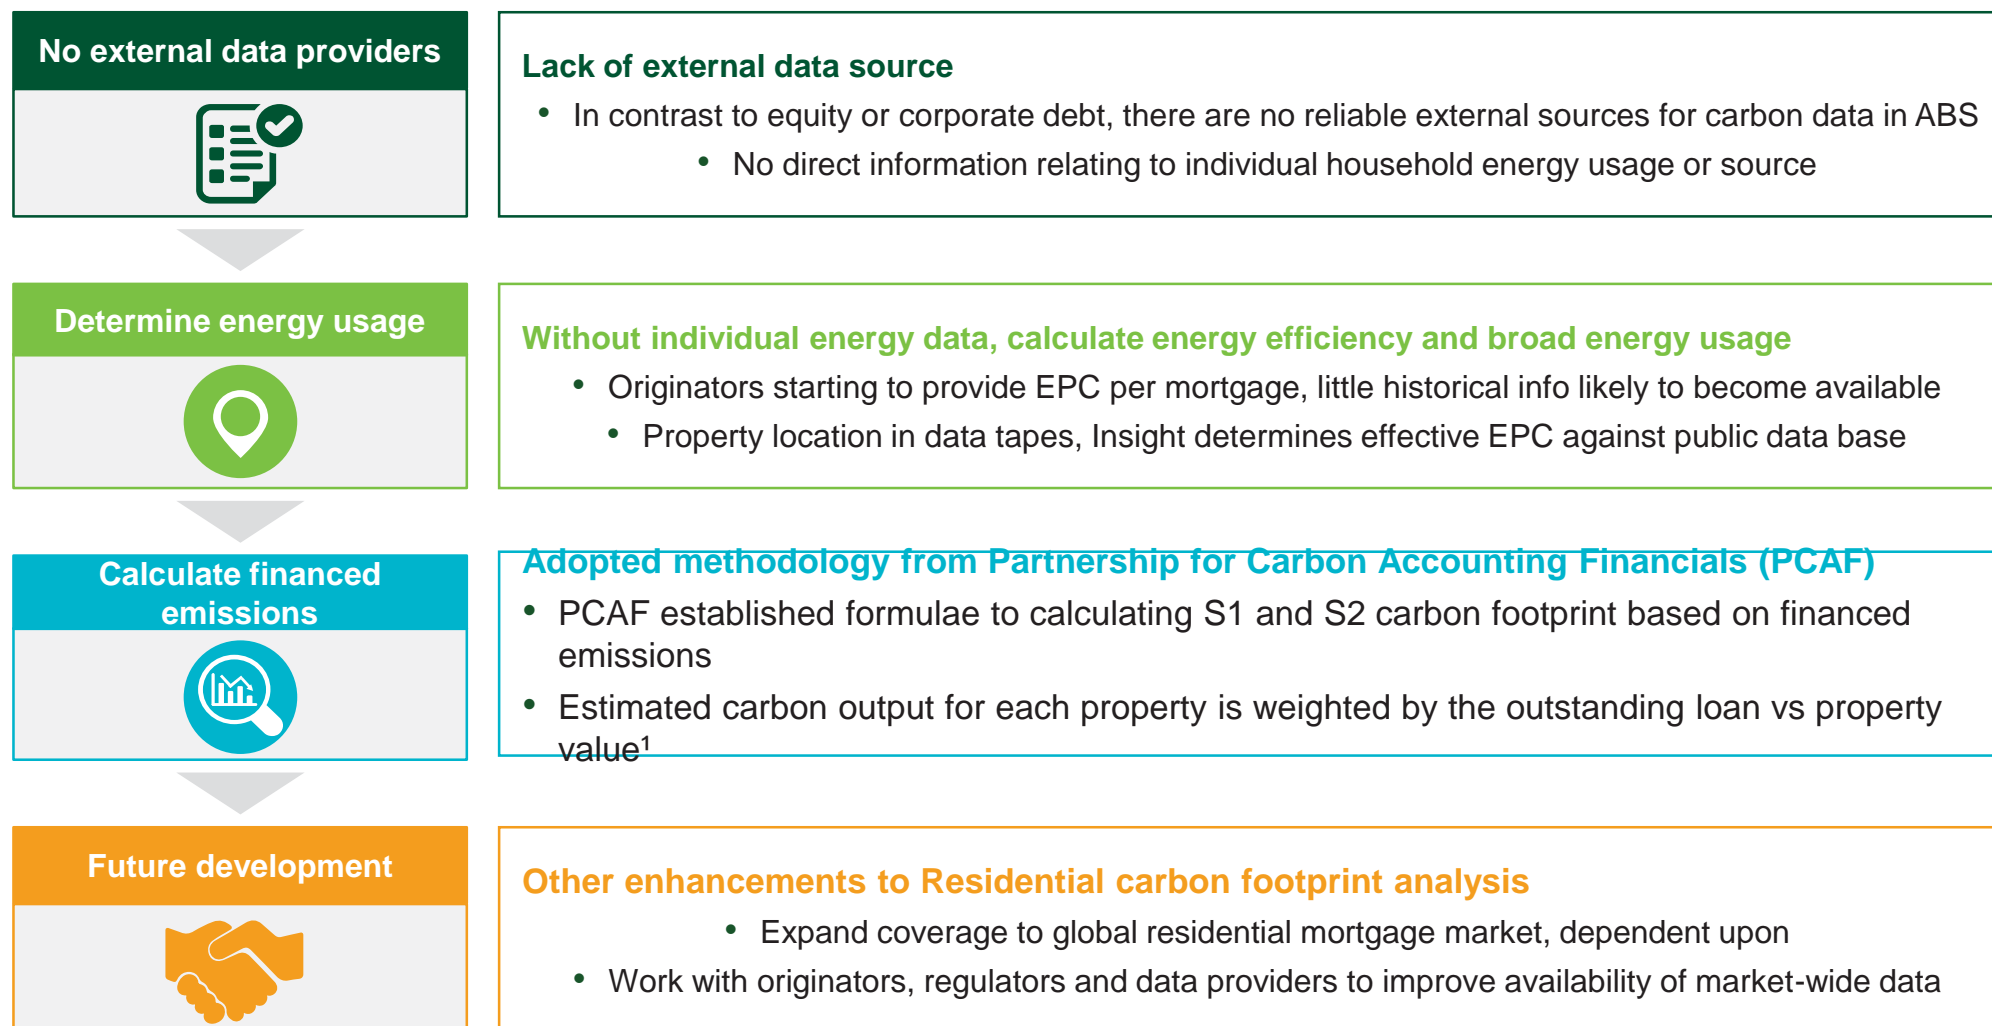 No external data providers
Lack of external data source
• In contrast to equity or corporate debt, there are no reliable external sources for carbon data in ABS
• No direct information relating to individual household energy usage or source
Determine energy usage
Without individual energy data, calculate energy efficiency and broad energy usage
• Originators starting to provide EPC per mortgage, little historical info likely to become available
• Property location in data tapes, Insight determines effective EPC against public data base
Calculate financed
emissions
Adopted methodology from Partnership for Carbon Accounting Financials (PCAF)
• PCAF established formulae to calculating S1 and S2 carbon footprint based on financed
emissions
• Estimated carbon output for each property is weighted by the outstanding loan vs property
value¹
Future development
Other enhancements to Residential carbon footprint analysis
• Expand coverage to global residential mortgage market, dependent upon
• Work with originators, regulators and data providers to improve availability of market-wide data